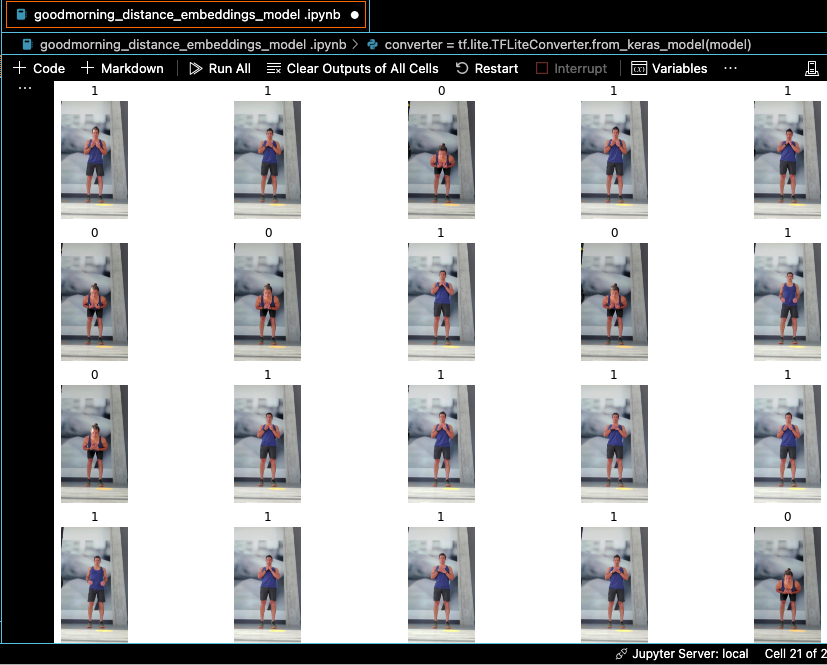 goodmorning_distance_embeddings_model .ipynb
goodmorning_distance_embeddings_model .ipynb > converter = tf.lite.TFLiteConverter.from_keras_model(model)
+ Code + Markdown Run All Clear Outputs of All Cells Restart Interrupt Variables ...
1 1 0 1 1
0 0 1 0 1
0 1 1 1 1
1 1 1 1 0
Jupyter Server: local Cell 21 of 2